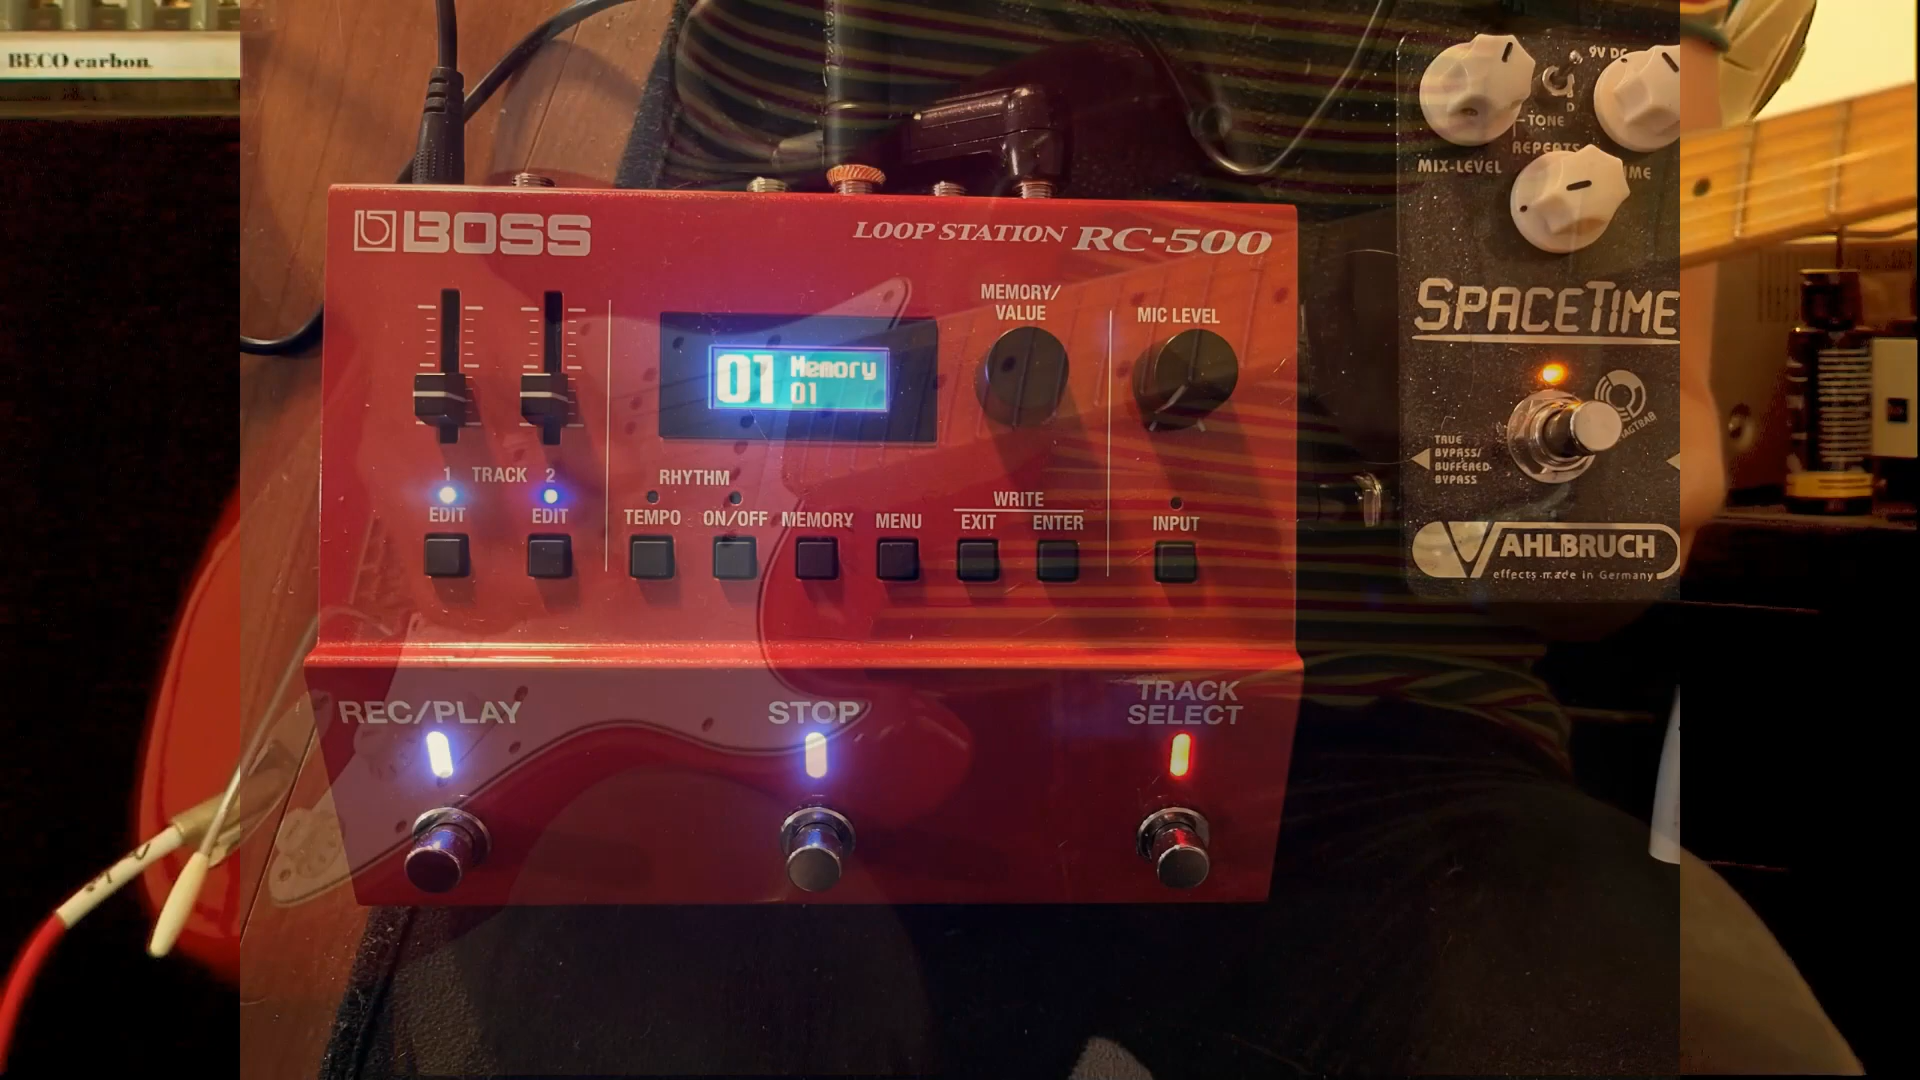 BECO carbon
BOSS
LOOP STATION RC-500
MEMORY/
VALUE
MIC LEVEL
01 Memory
01
1 TRACK 2
EDIT
EDIT
RHYTHM
TEMPO
ON/OFF
MEMORY
MENU
WRITE
EXIT
ENTER
INPUT
REC/PLAY
STOP
TRACK
SELECT
9V DC
D
TONE
REPEATS
MIX-LEVEL
SPACETIME
TRUE
BYPASS/
BUFFERED-
BYPASS
VAHLBRUCH
effects made in Germany